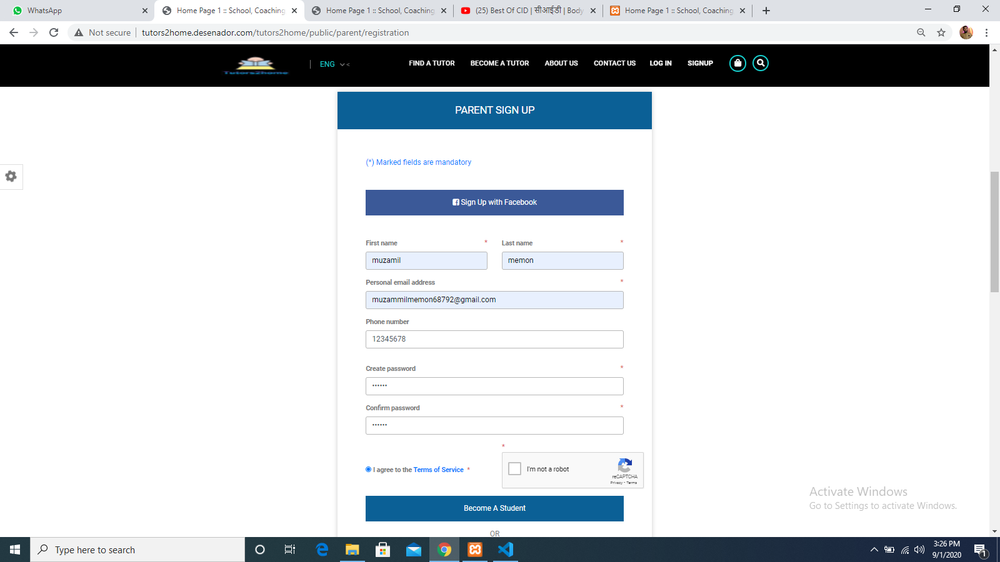 WhatsApp
Home Page 1 :: School, Coaching
Home Page 1 :: School, Coaching
(25) Best Of CID | सीआईडी | Body
Home Page 1 :: School, Coaching
Not secure
tutors2home.desenador.com/tutors2home/public/parent/registration
Tutors2home
ENG
FIND A TUTOR
BECOME A TUTOR
ABOUT US
CONTACT US
LOG IN
SIGNUP
PARENT SIGN UP
(*) Marked fields are mandatory
Sign Up with Facebook
First name *
Last name *
muzamil
memon
Personal email address *
muzammilmemon68792@gmail.com
Phone number
12345678
Create password *
••••••
Confirm password *
••••••
*
I agree to the Terms of Service *
I'm not a robot
reCAPTCHA
Privacy - Terms
Become A Student
OR
Activate Windows
Go to Settings to activate Windows.
Type here to search
3:26 PM
9/1/2020
1